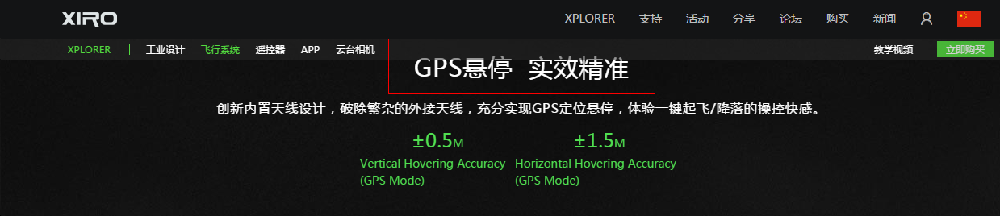 XIRO
XPLORER 支持 活动 分享 论坛 购买 新闻
XPLORER 工业设计 飞行系统 遥控器 APP 云台相机 教学视频 立即购买
GPS悬停 实效精准
创新内置天线设计，破除繁杂的外接天线，充分实现GPS定位悬停，体验一键起飞/降落的操控快感。
±0.5M ±1.5M
Vertical Hovering Accuracy Horizontal Hovering Accuracy
(GPS Mode) (GPS Mode)